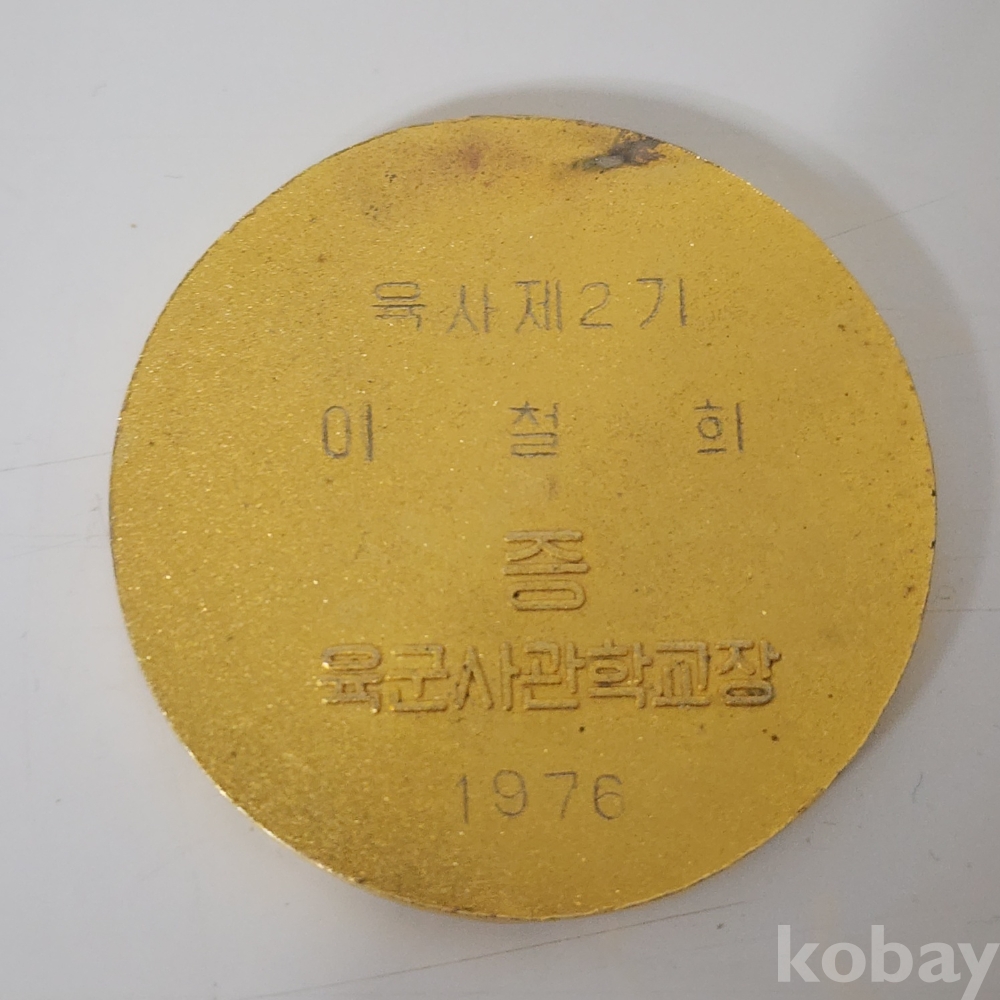 육사제2기
이 철 희
증
육군사관학교장
1976
kobay